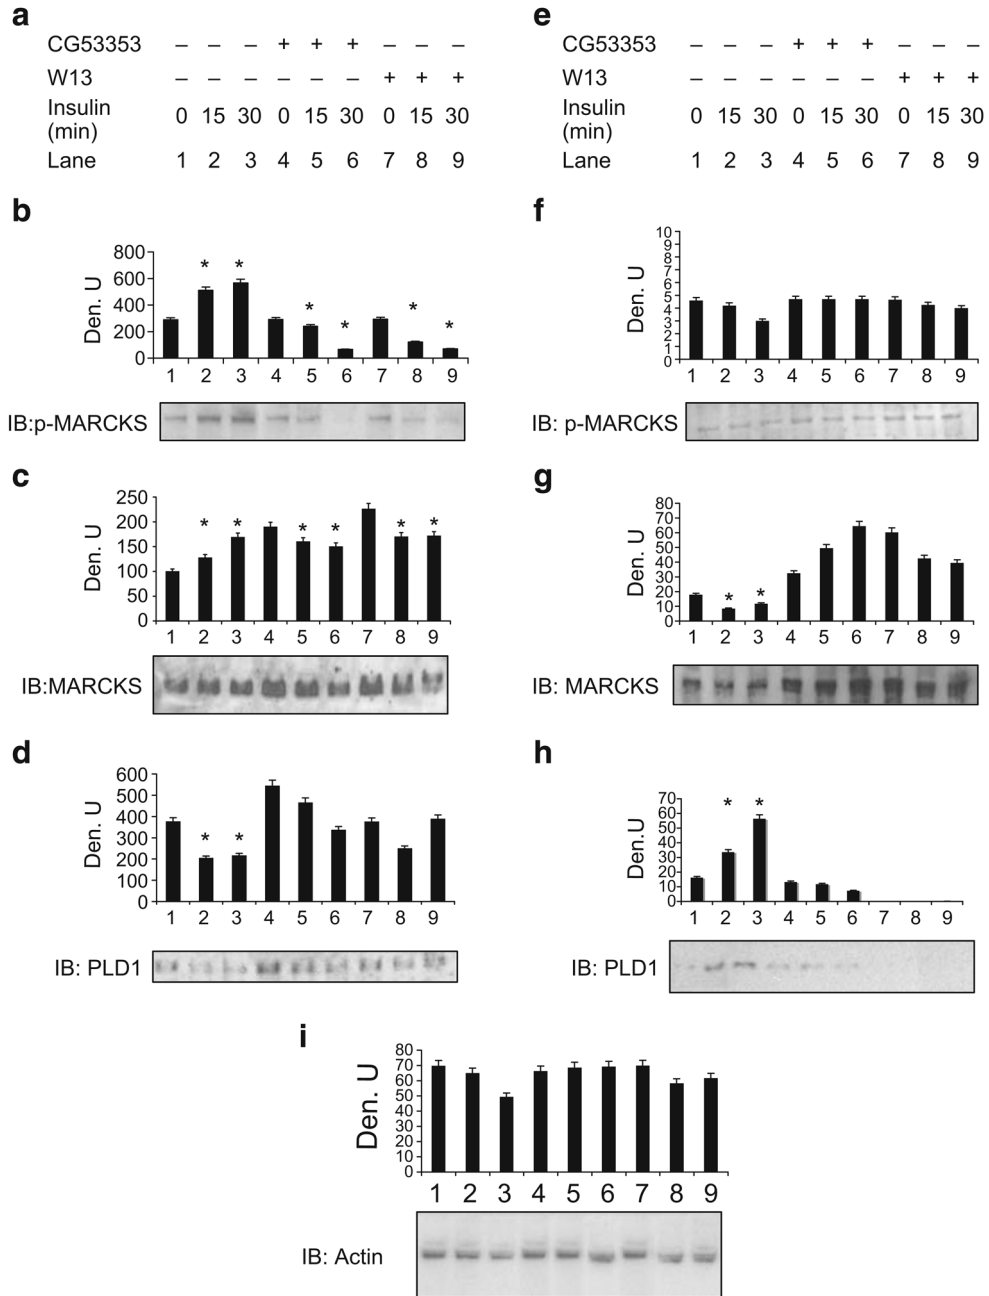 a
CG53353 – – – + + + – – –
W13 – – – – – – + + +
Insulin (min) 0 15 30 0 15 30 0 15 30
Lane 1 2 3 4 5 6 7 8 9
e
CG53353 – – – + + + – – –
W13 – – – – – – + + +
Insulin (min) 0 15 30 0 15 30 0 15 30
Lane 1 2 3 4 5 6 7 8 9
b
Den. U
800
600
400
200
0
* * * * * *
1 2 3 4 5 6 7 8 9
IB:p-MARCKS
f
Den. U
10
9
8
7
6
5
4
3
2
1
0
1 2 3 4 5 6 7 8 9
IB: p-MARCKS
c
Den. U
250
200
150
100
50
0
* * * * * *
1 2 3 4 5 6 7 8 9
IB:MARCKS
g
Den. U
80
70
60
50
40
30
20
10
0
* *
1 2 3 4 5 6 7 8 9
IB: MARCKS
d
Den. U
600
500
400
300
200
100
0
* *
1 2 3 4 5 6 7 8 9
IB: PLD1
h
Den.U
70
60
50
40
30
20
10
0
* *
1 2 3 4 5 6 7 8 9
IB: PLD1
i
Den. U
80
70
60
50
40
30
20
10
0
1 2 3 4 5 6 7 8 9
IB: Actin